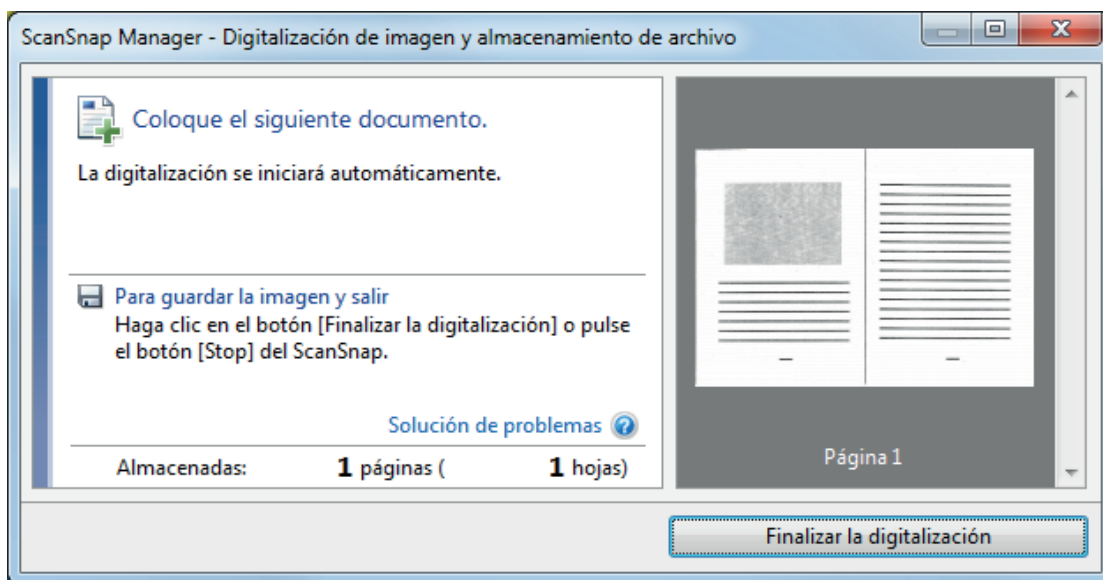 ScanSnap Manager - Digitalización de imagen y almacenamiento de archivo
Coloque el siguiente documento.
La digitalización se iniciará automáticamente.
Para guardar la imagen y salir
Haga clic en el botón [Finalizar la digitalización] o pulse
el botón [Stop] del ScanSnap.
Solución de problemas
Almacenadas: 1 páginas ( 1 hojas)
Página 1
Finalizar la digitalización